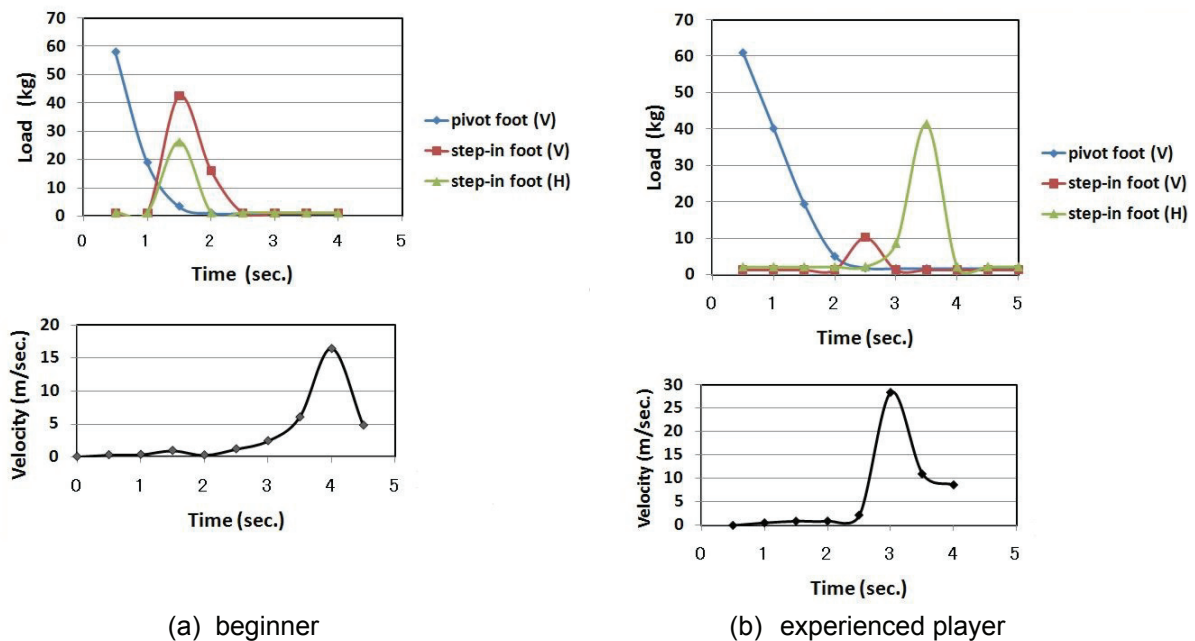 70
60
50
40
30
20
10
0
Load (kg)
0 1 2 3 4 5
Time (sec.)
pivot foot (V)
step-in foot (V)
step-in foot (H)
20
15
10
5
0
Velocity (m/sec.)
0 1 2 3 4 5
Time (sec.)
(a) beginner
70
60
50
40
30
20
10
0
Load (kg)
0 1 2 3 4 5
Time (sec.)
pivot foot (V)
step-in foot (V)
step-in foot (H)
30
25
20
15
10
5
0
Velocity (m/sec.)
0 1 2 3 4 5
Time (sec.)
(b) experienced player